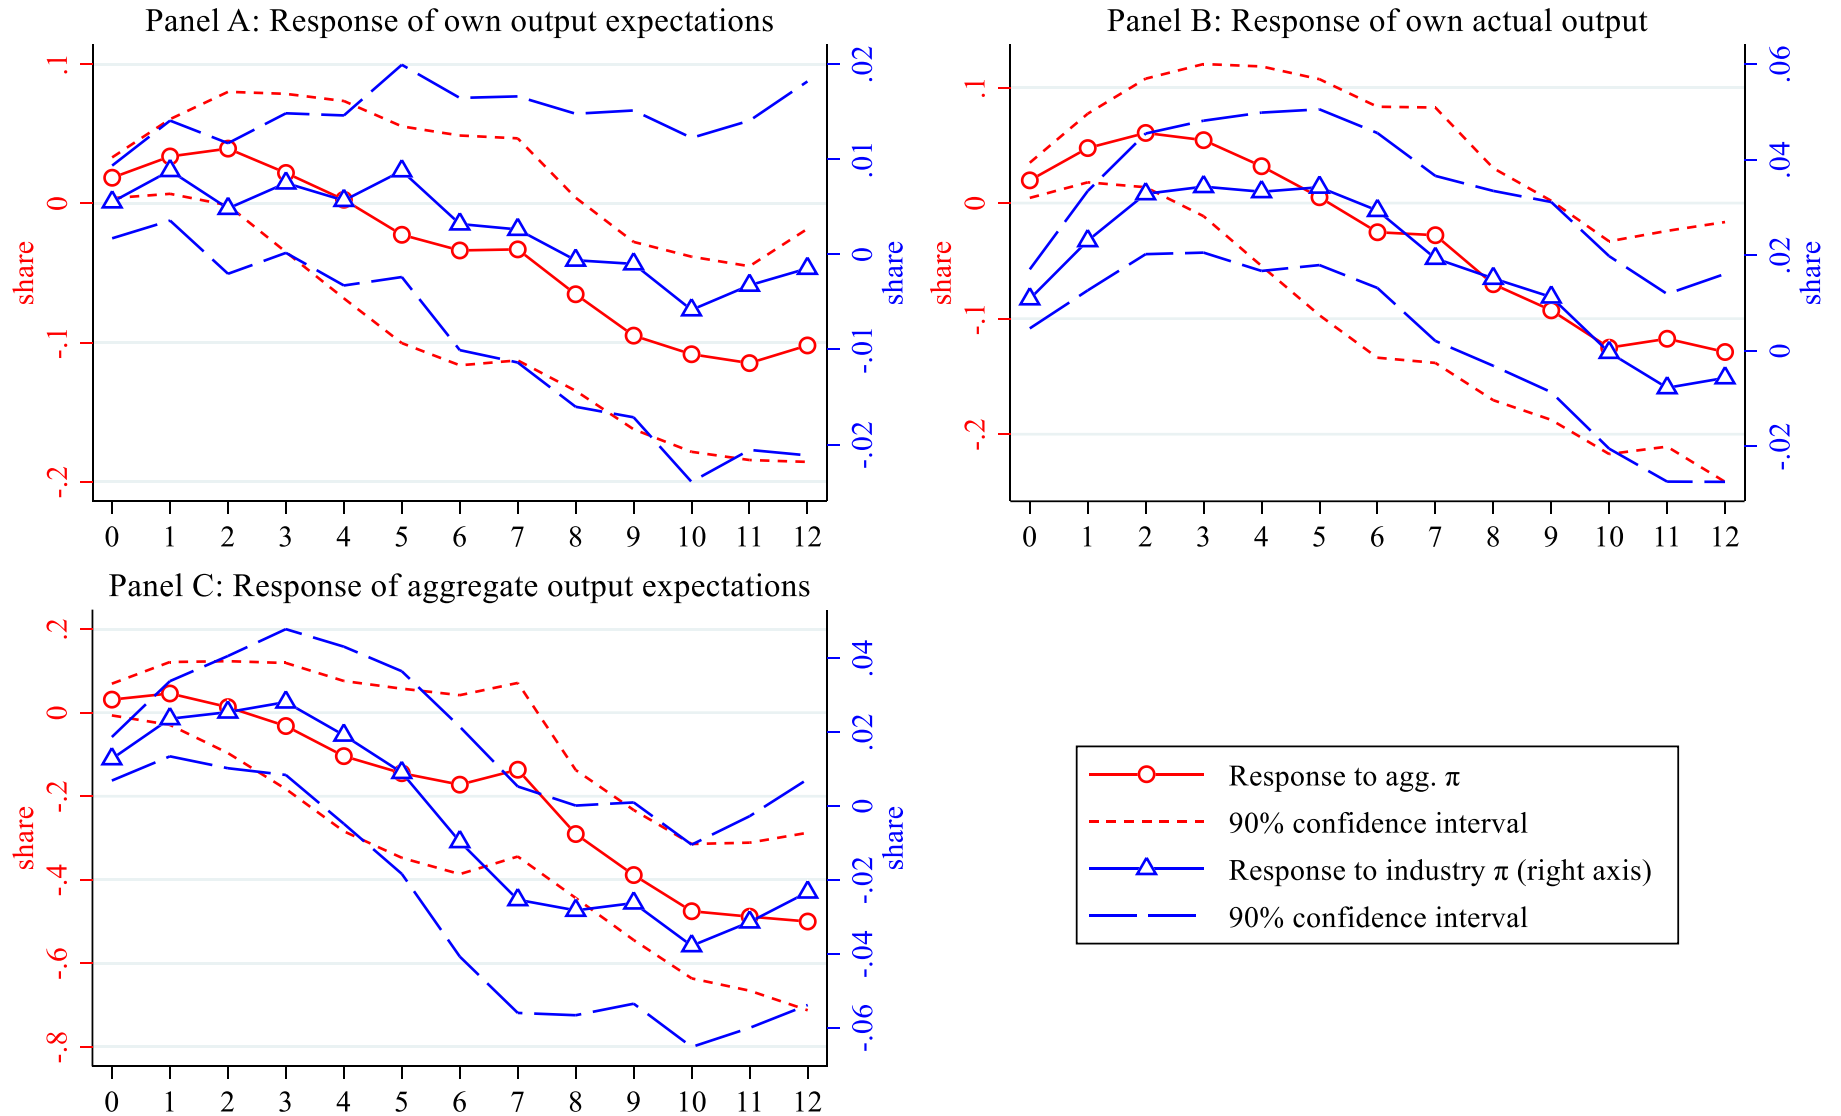 Panel A: Response of own output expectations
.1
0
-.1
-.2
share
.02
.01
0
-.01
-.02
share
0 1 2 3 4 5 6 7 8 9 10 11 12
Panel B: Response of own actual output
.1
0
-.1
-.2
share
.06
.04
.02
0
-.02
share
0 1 2 3 4 5 6 7 8 9 10 11 12
Panel C: Response of aggregate output expectations
.2
0
-.2
-.4
-.6
-.8
share
.04
.02
0
-.02
-.04
-.06
share
0 1 2 3 4 5 6 7 8 9 10 11 12
Response to agg. π
90% confidence interval
Response to industry π (right axis)
90% confidence interval